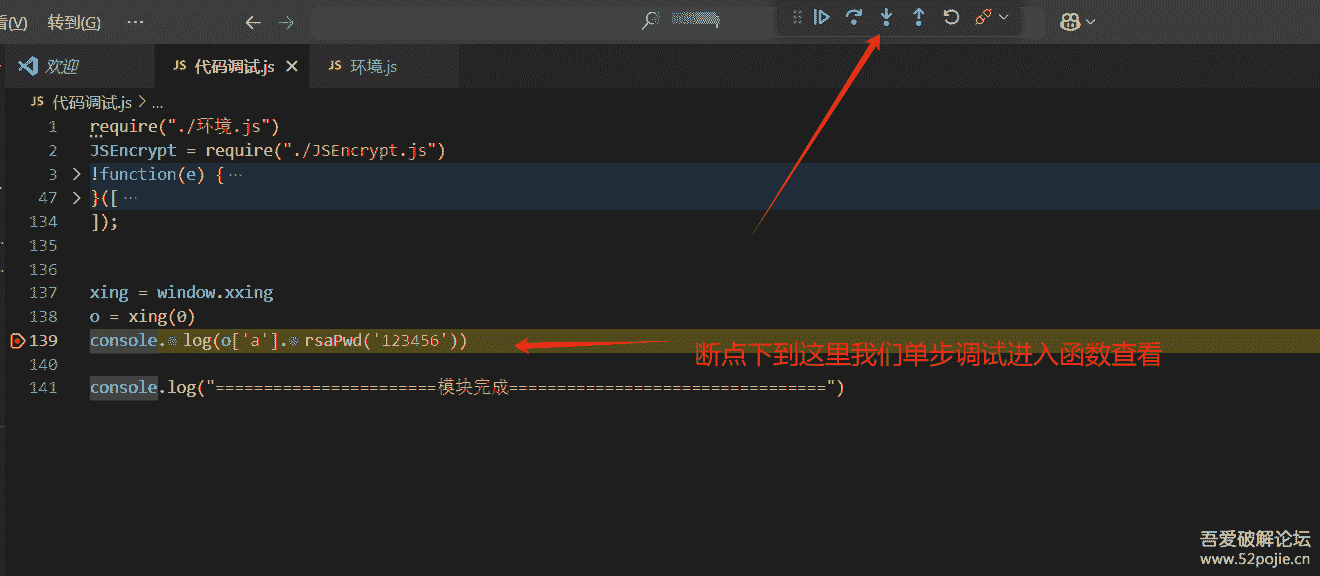 看(V) 转到(G) ...
欢迎 JS 代码调试.js × JS 环境.js
JS 代码调试.js > ...
1 require("./环境.js")
2 JSEncrypt = require("./JSEncrypt.js")
3 > !function(e) { ...
47 > }([ ...
134 ]);
135
136
137 xing = window.xxing
138 o = xing(0)
139 console.log(o['a'].rsaPwd('123456'))
断点下到这里我们单步调试进入函数查看
140
141 console.log("=======================模块完成=================================")
吾爱破解论坛
www.52pojie.cn